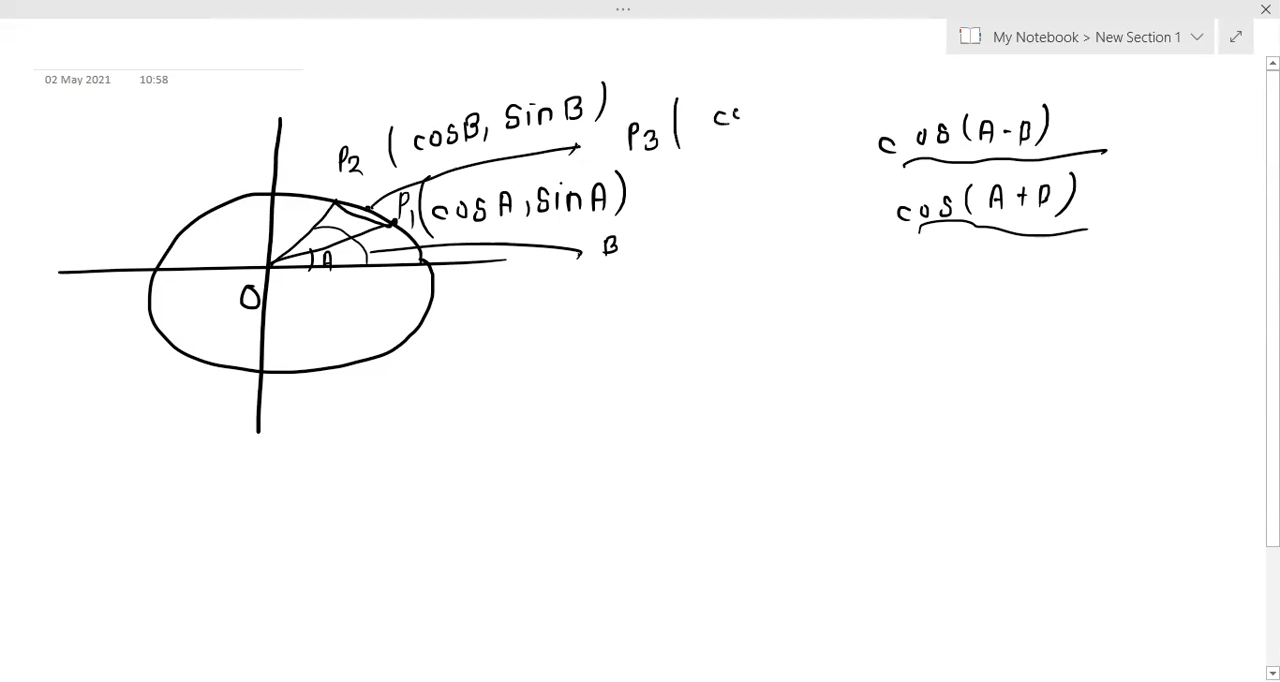 My Notebook > New Section 1
02 May 2021 10:58
P2 (cosB, sinB)
P3 ( co
cos(A-B)
P1(cosA, sinA)
cos(A+B)
A
B
O